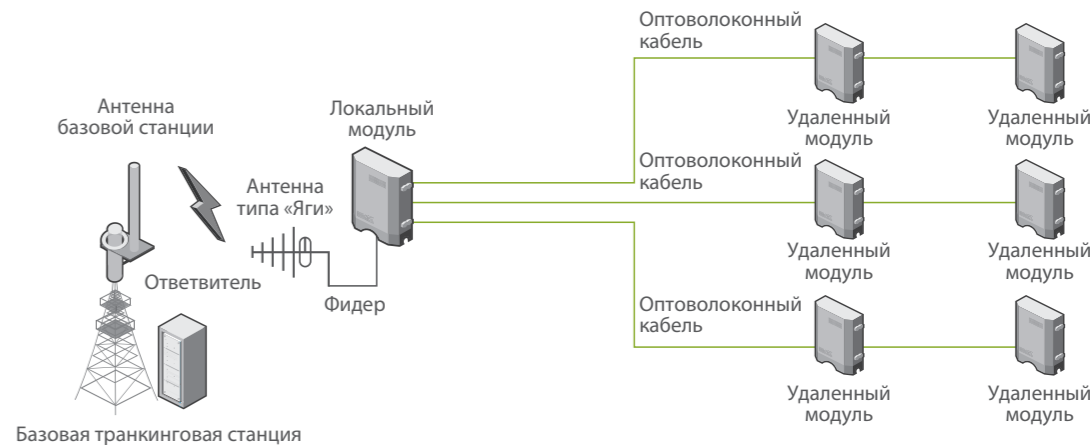 Оптоволоконный
кабель
Антенна
базовой станции
Локальный
модуль
Удаленный
модуль
Удаленный
модуль
Оптоволоконный
кабель
Антенна
типа «Яги»
Удаленный
модуль
Удаленный
модуль
Ответвитель
Фидер
Оптоволоконный
кабель
Удаленный
модуль
Удаленный
модуль
Базовая транкинговая станция